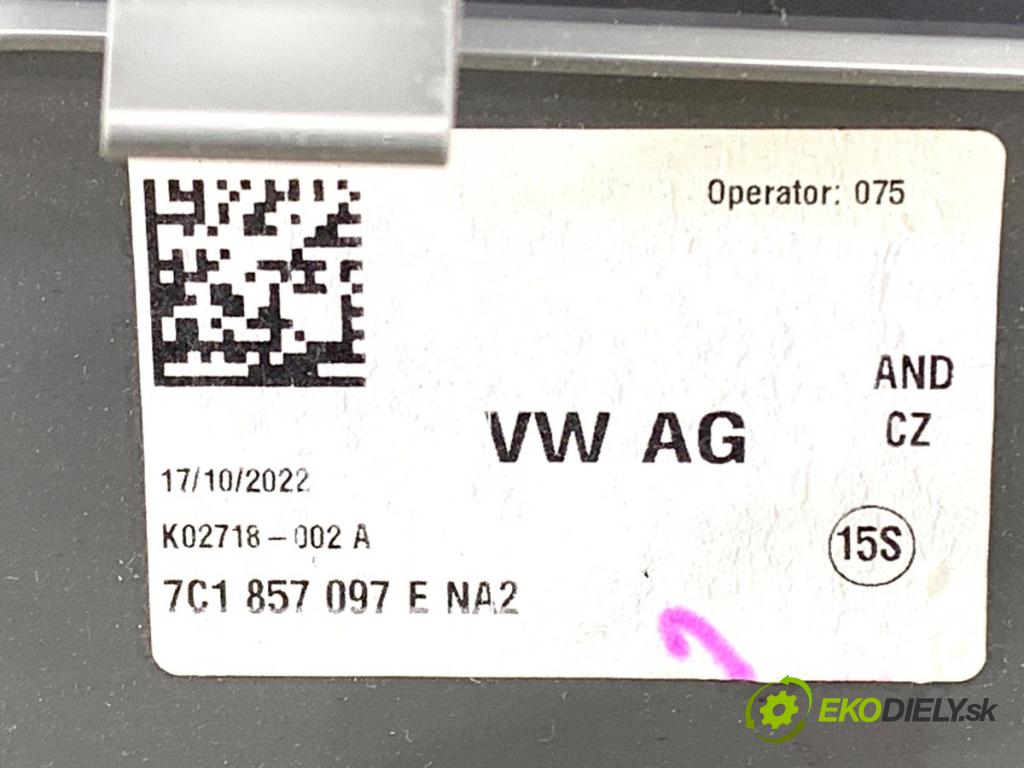 Operator: 075
AND
CZ
VW AG
17/10/2022
K02718-002 A
15S
7C1 857 097 E NA2
EKODIELY.sk